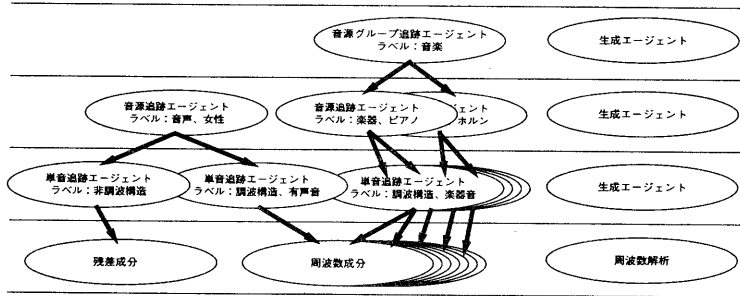 音源グループ追跡エージェント
ラベル：音楽
生成エージェント
音源追跡エージェント
ラベル：音声、女性
音源追跡エージェント
ラベル：楽器、ピアノ
ジェント
ホルン
生成エージェント
単音追跡エージェント
ラベル：非調波構造
単音追跡エージェント
ラベル：調波構造、有声音
単音追跡エージェント
ラベル：調波構造、楽器音
生成エージェント
残差成分
周波数成分
周波数解析